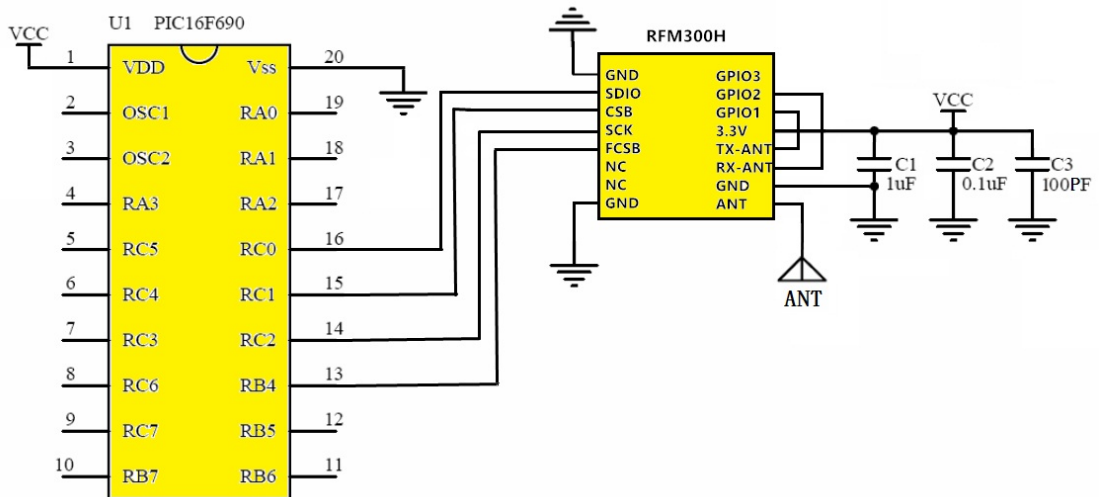 U1 PIC16F690
VCC
1 VDD Vss 20
2 OSC1 RA0 19
3 OSC2 RA1 18
4 RA3 RA2 17
5 RC5 RC0 16
6 RC4 RC1 15
7 RC3 RC2 14
8 RC6 RB4 13
9 RC7 RB5 12
10 RB7 RB6 11
RFM300H
GND GPIO3
SDIO GPIO2
CSB GPIO1
SCK 3.3V
FCSB TX-ANT
NC RX-ANT
NC GND
GND ANT
ANT
VCC
C1
1uF
C2
0.1uF
C3
100PF